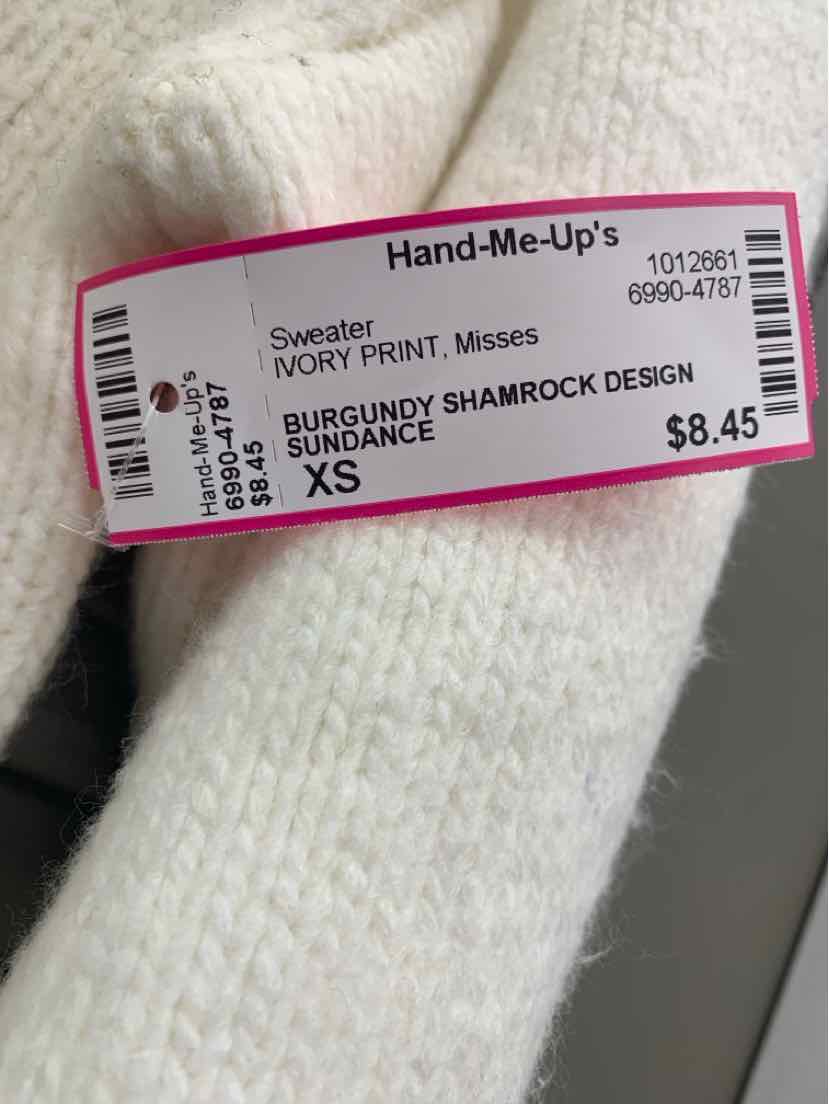 Hand-Me-Up's
1012661
6990-4787
Sweater
IVORY PRINT, Misses
BURGUNDY SHAMROCK DESIGN
SUNDANCE
$8.45
XS
Hand-Me-Up's
6990-4787
$8.45